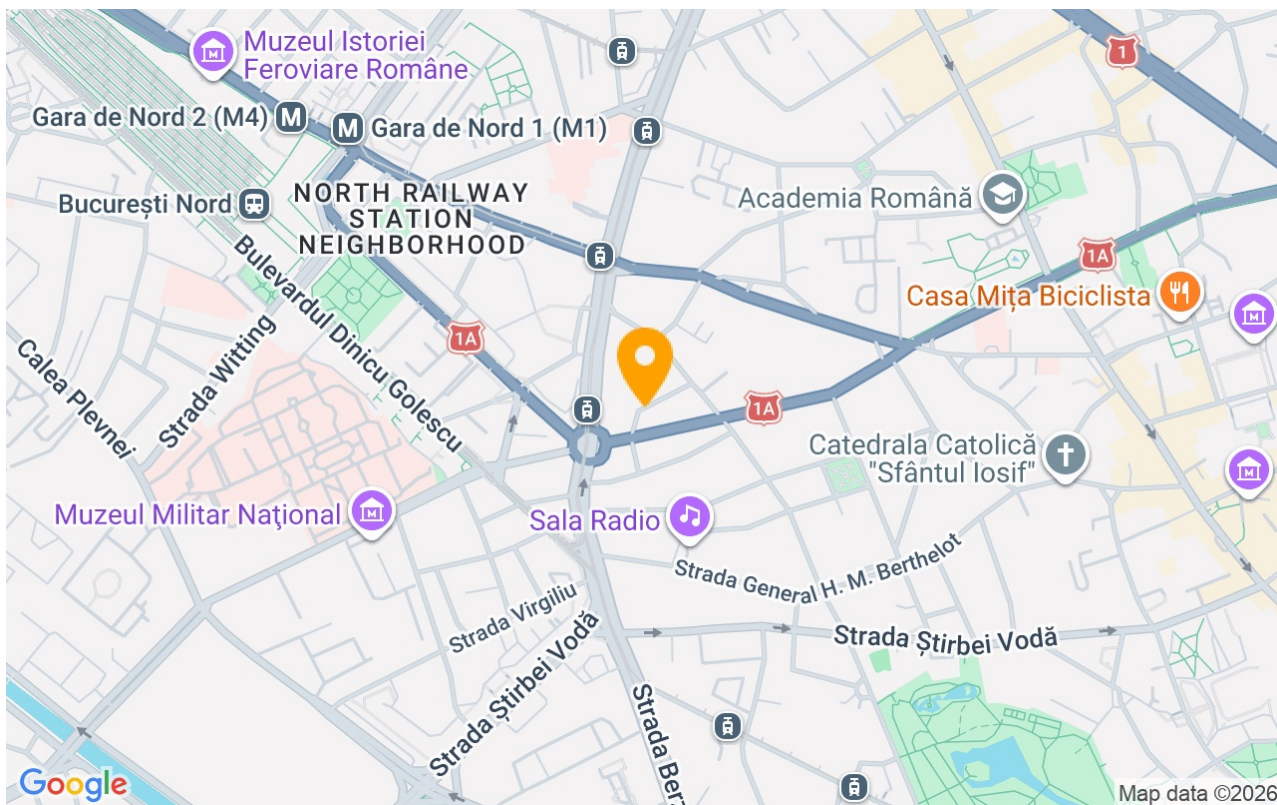 Muzeul Istoriei
Feroviare Române
1
Gara de Nord 2 (M4)
M
M
Gara de Nord 1 (M1)
București Nord
NORTH RAILWAY
STATION
NEIGHBORHOOD
Academia Română
1A
Casa Mița Biciclista
Bulevardul Dinicu Golescu
Strada Witting
Calea Plevnei
1A
1A
Catedrala Catolică
"Sfântul Iosif"
Muzeul Militar Naţional
Sala Radio
Strada General H. M. Berthelot
Strada Virgiliu
Strada Știrbei Vodă
Strada Știrbei Vodă
Strada Berz
Google
Map data ©2026